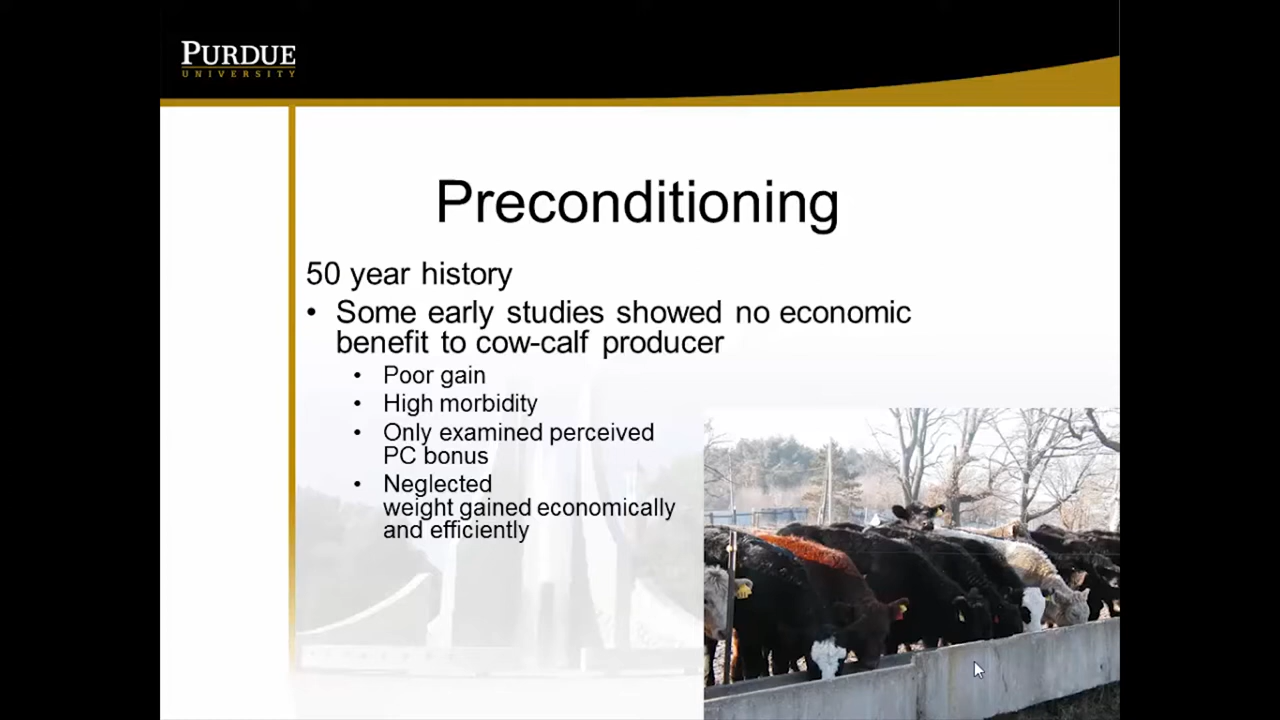 PURDUE
UNIVERSITY
Preconditioning
50 year history
• Some early studies showed no economic
benefit to cow-calf producer
• Poor gain
• High morbidity
• Only examined perceived
PC bonus
• Neglected
weight gained economically
and efficiently